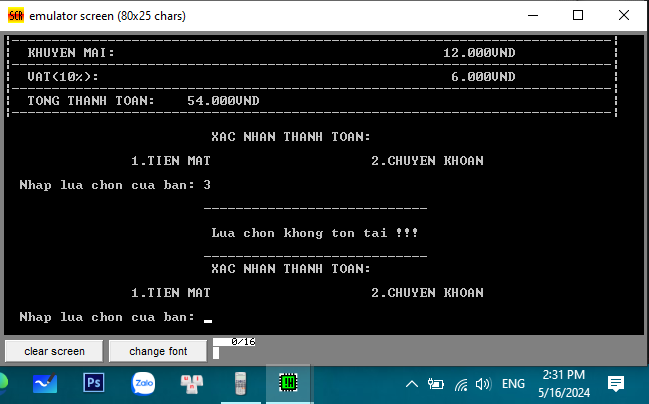 SCR emulator screen (80x25 chars)
KHUYEN MAI: 12.000VND
VAT(10%): 6.000VND
TONG THANH TOAN: 54.000VND
XAC NHAN THANH TOAN:
1.TIEN MAT 2.CHUYEN KHOAN
Nhap lua chon cua ban: 3
Lua chon khong ton tai !!!
XAC NHAN THANH TOAN:
1.TIEN MAT 2.CHUYEN KHOAN
Nhap lua chon cua ban:
clear screen change font 0/16
Ps Zalo ENG 2:31 PM
5/16/2024